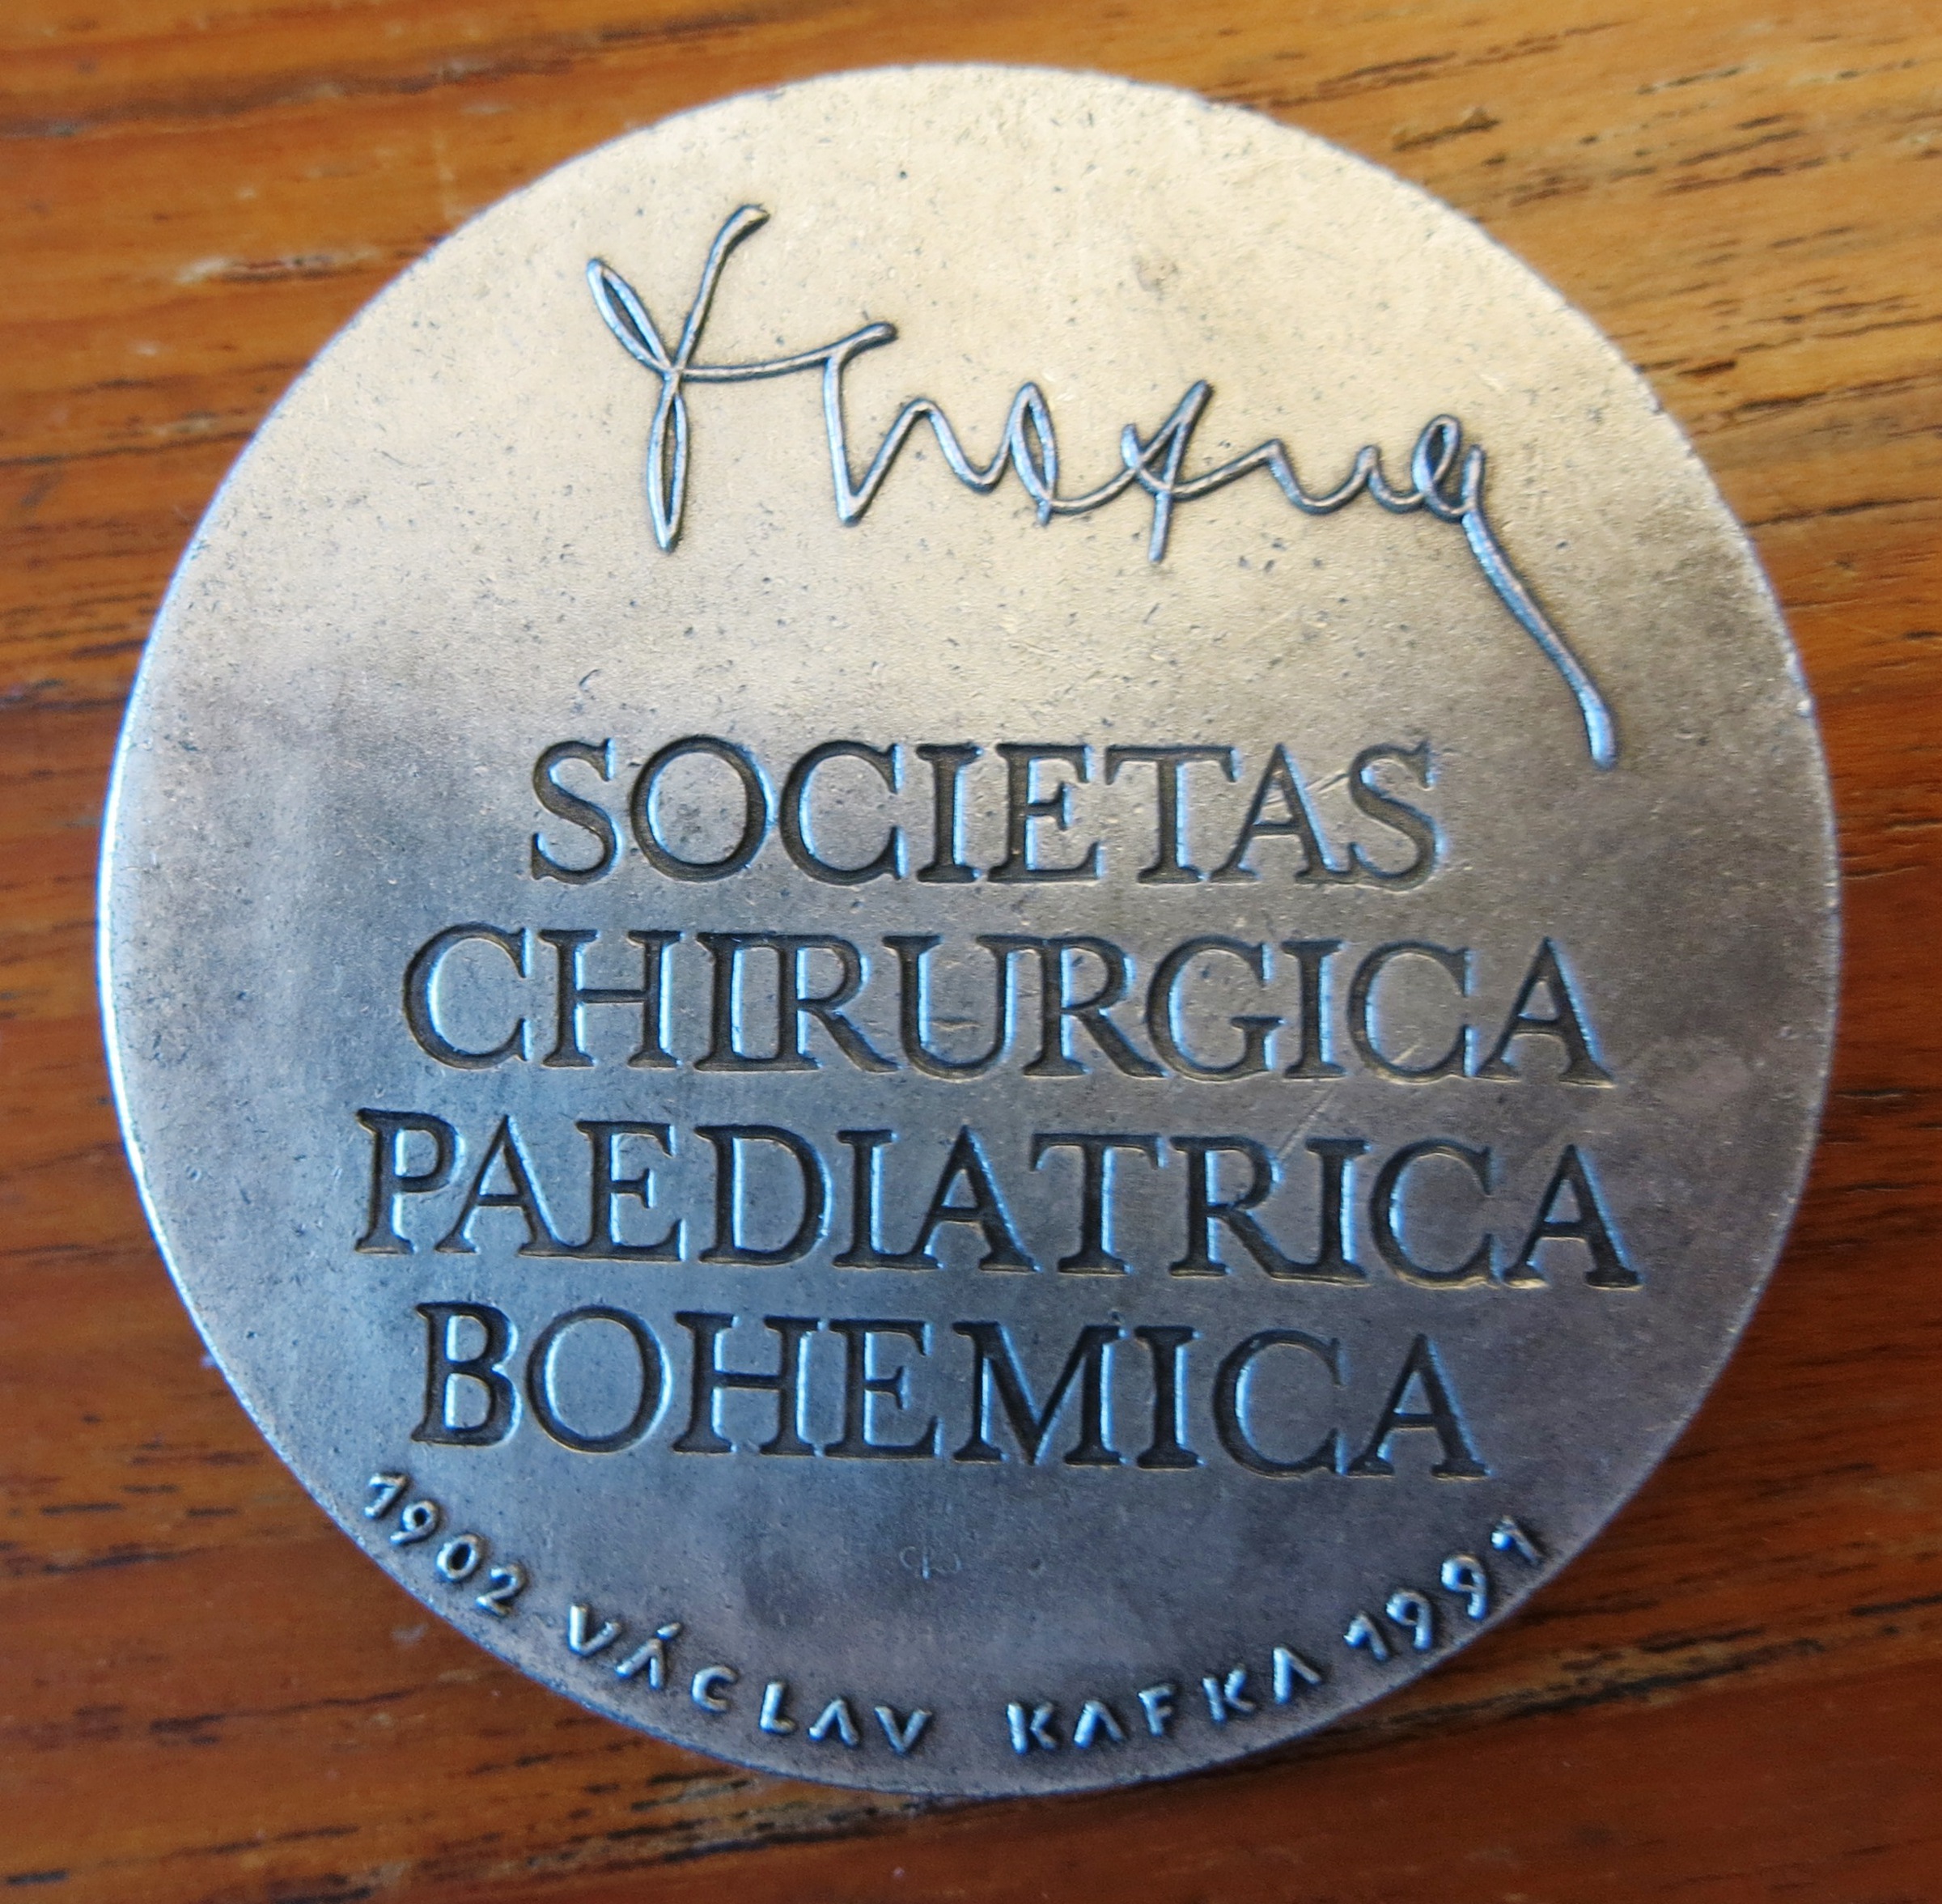 SOCIETAS
CHIRURGICA
PAEDIATRICA
BOHEMICA
1902 VÁCLAV KAFKA 1991